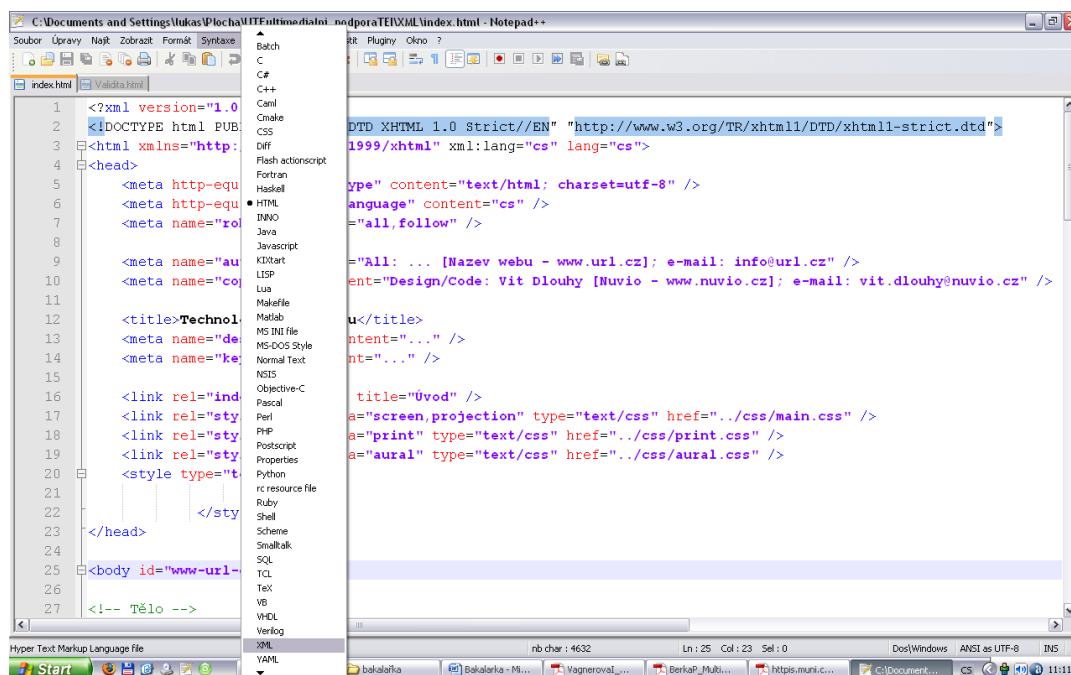 C:\Documents and Settings\lukas\Plocha\UTFultimedialni_podporaTEI\XML\index.html - Notepad++
Soubor Úpravy Najít Zobrazit Formát Syntaxe Pluginy Okno ?
index.html Validita.html
1 <?xml version="1.0
2 <!DOCTYPE html PUB DTD XHTML 1.0 Strict//EN" "http://www.w3.org/TR/xhtml1/DTD/xhtml1-strict.dtd">
3 <html xmlns="http: 1999/xhtml" xml:lang="cs" lang="cs">
4 <head>
5 <meta http-equ ype" content="text/html; charset=utf-8" />
6 <meta http-equ anguage" content="cs" />
7 <meta name="rob ="all,follow" />
8
9 <meta name="au ="All: ... [Nazev webu - www.url.cz]; e-mail: info@url.cz" />
10 <meta name="cop ent="Design/Code: Vit Dlouhy [Nuvio - www.nuvio.cz]; e-mail: vit.dlouhy@nuvio.cz" />
11
12 <title>Technol u</title>
13 <meta name="de ntent="..." />
14 <meta name="ke nt="..." />
15
16 <link rel="ind title="Úvod" />
17 <link rel="sty a="screen,projection" type="text/css" href="../css/main.css" />
18 <link rel="sty a="print" type="text/css" href="../css/print.css" />
19 <link rel="sty a="aural" type="text/css" href="../css/aural.css" />
20 <style type="t
21
22 </sty
23 </head>
24
25 <body id="www-url-
26
27 <!-- Tělo -->
Batch
C
C#
C++
Caml
Cmake
CSS
Diff
Flash actionscript
Fortran
Haskell
HTML
INNO
Java
Javascript
KIXtart
LISP
Lua
Makefile
Matlab
MS INI file
MS-DOS Style
Normal Text
NSIS
Objective-C
Pascal
Perl
PHP
Postscript
Properties
Python
rc resource file
Ruby
Shell
Scheme
Smalltalk
SQL
TCL
TeX
VB
VHDL
Verilog
XML
YAML
Hyper Text Markup Language file nb char : 4632 Ln : 25 Col : 23 Sel : 0 Dos\Windows ANSI as UTF-8 INS
Start bakalařka Bakalarka - Mi... VagnerovaI_... BerkaP_Multi... httpis.muni.c... C:\Document... CS 11:11